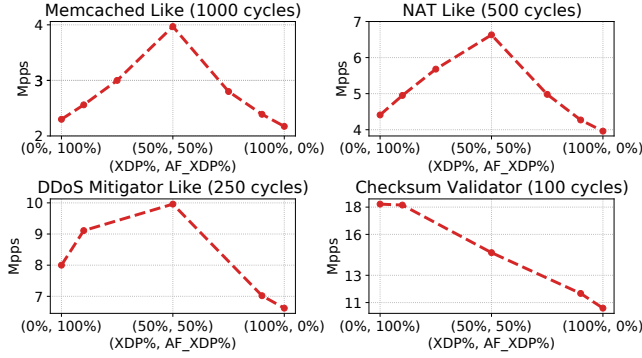 Memcached Like (1000 cycles)
Mpps
4
3
2
(0%, 100%) (50%, 50%) (100%, 0%)
(XDP%, AF_XDP%)
NAT Like (500 cycles)
Mpps
7
6
5
4
(0%, 100%) (50%, 50%) (100%, 0%)
(XDP%, AF_XDP%)
DDoS Mitigator Like (250 cycles)
Mpps
10
9
8
7
(0%, 100%) (50%, 50%) (100%, 0%)
(XDP%, AF_XDP%)
Checksum Validator (100 cycles)
Mpps
18
16
13
11
(0%, 100%) (50%, 50%) (100%, 0%)
(XDP%, AF_XDP%)